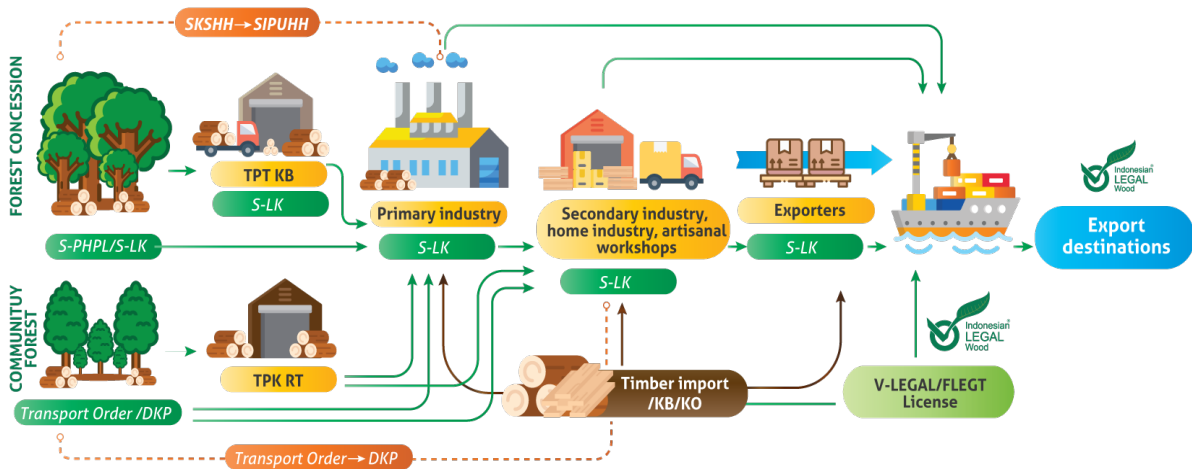 SKSHH→SIPUHH
FOREST CONCESSION
TPT KB
S-LK
Primary industry
S-LK
S-PHPL/S-LK
Secondary industry,
home industry, artisanal
workshops
S-LK
Exporters
S-LK
Indonesian®
LEGAL
Wood
Export
destinations
COMMUNITUY
FOREST
TPK RT
Transport Order /DKP
Timber import
/KB/KO
Indonesian®
LEGAL
Wood
V-LEGAL/FLEGT
License
Transport Order→ DKP